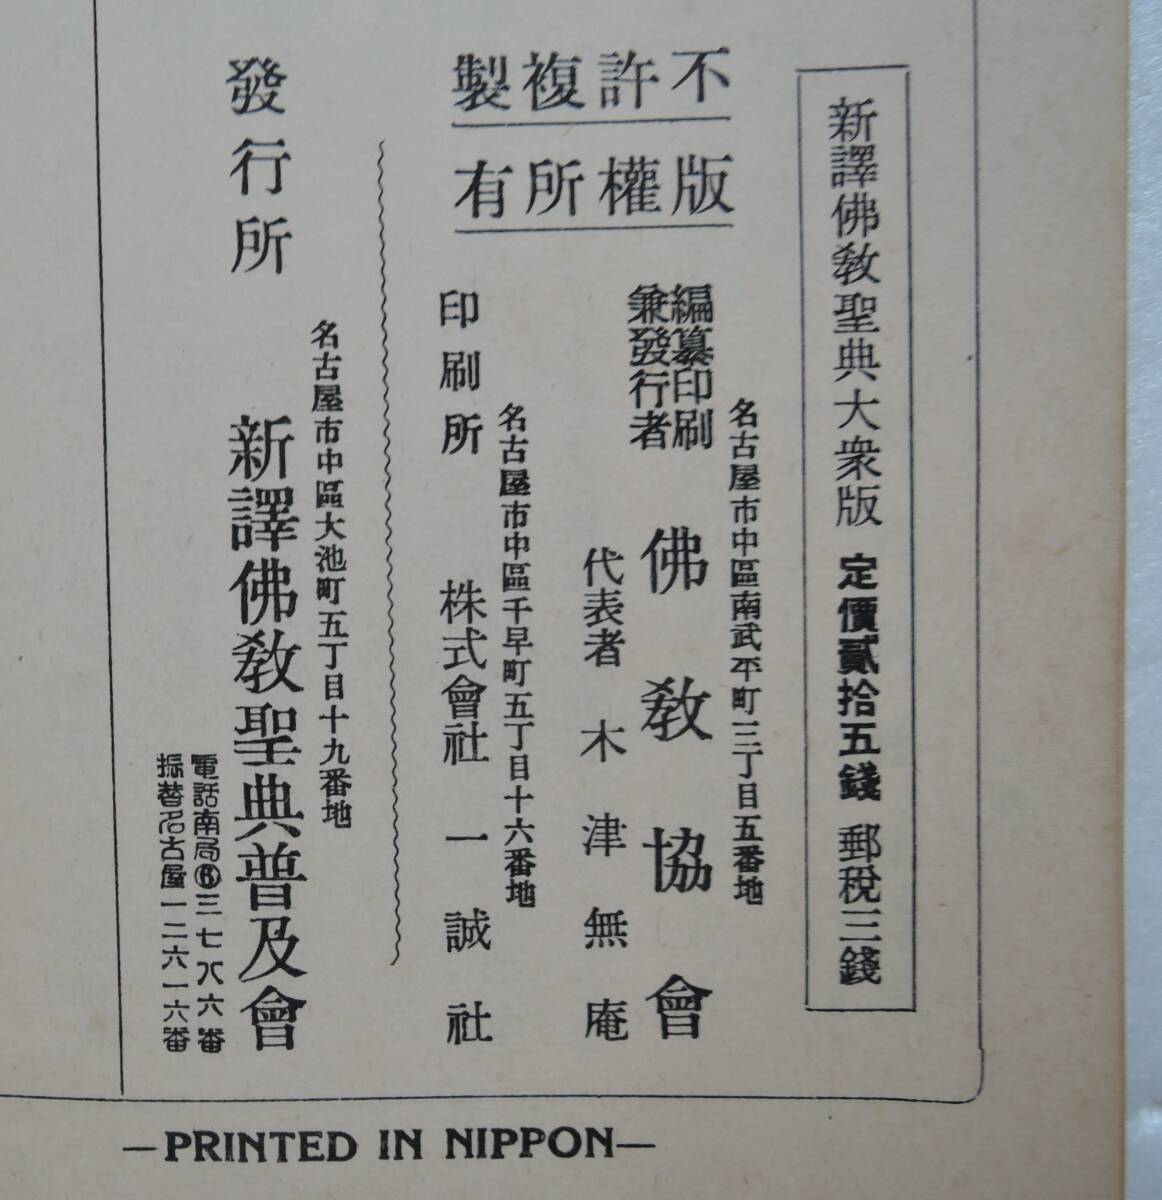 新譯佛敎聖典大衆版 定價貳拾五錢 郵税三錢
不許複製
版權所有
名古屋市中區南武平町三丁目五番地
編纂印刷
兼發行者
佛敎協會
代表者 木津無庵
名古屋市中區千早町五丁目十六番地
印刷所 株式會社一誠社
名古屋市中區大池町五丁目十九番地
發行所 新譯佛敎聖典普及會
電話南局⑥三七八六番
振替名古屋一二六一六番
—PRINTED IN NIPPON—